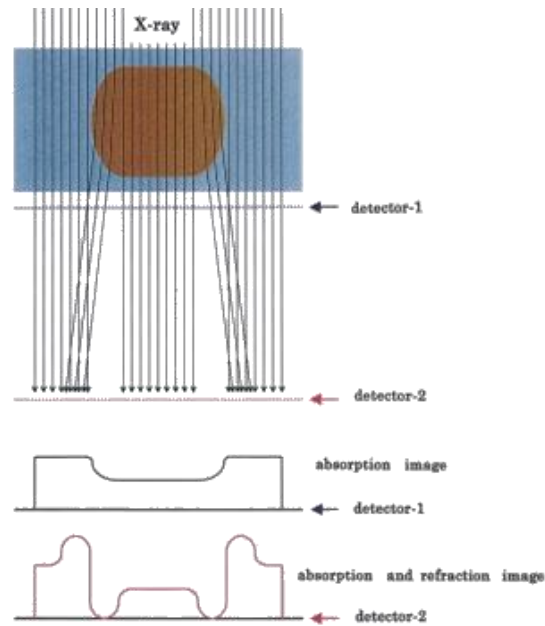 X-ray
detector-1
detector-2
absorption image
detector-1
absorption and refraction image
detector-2